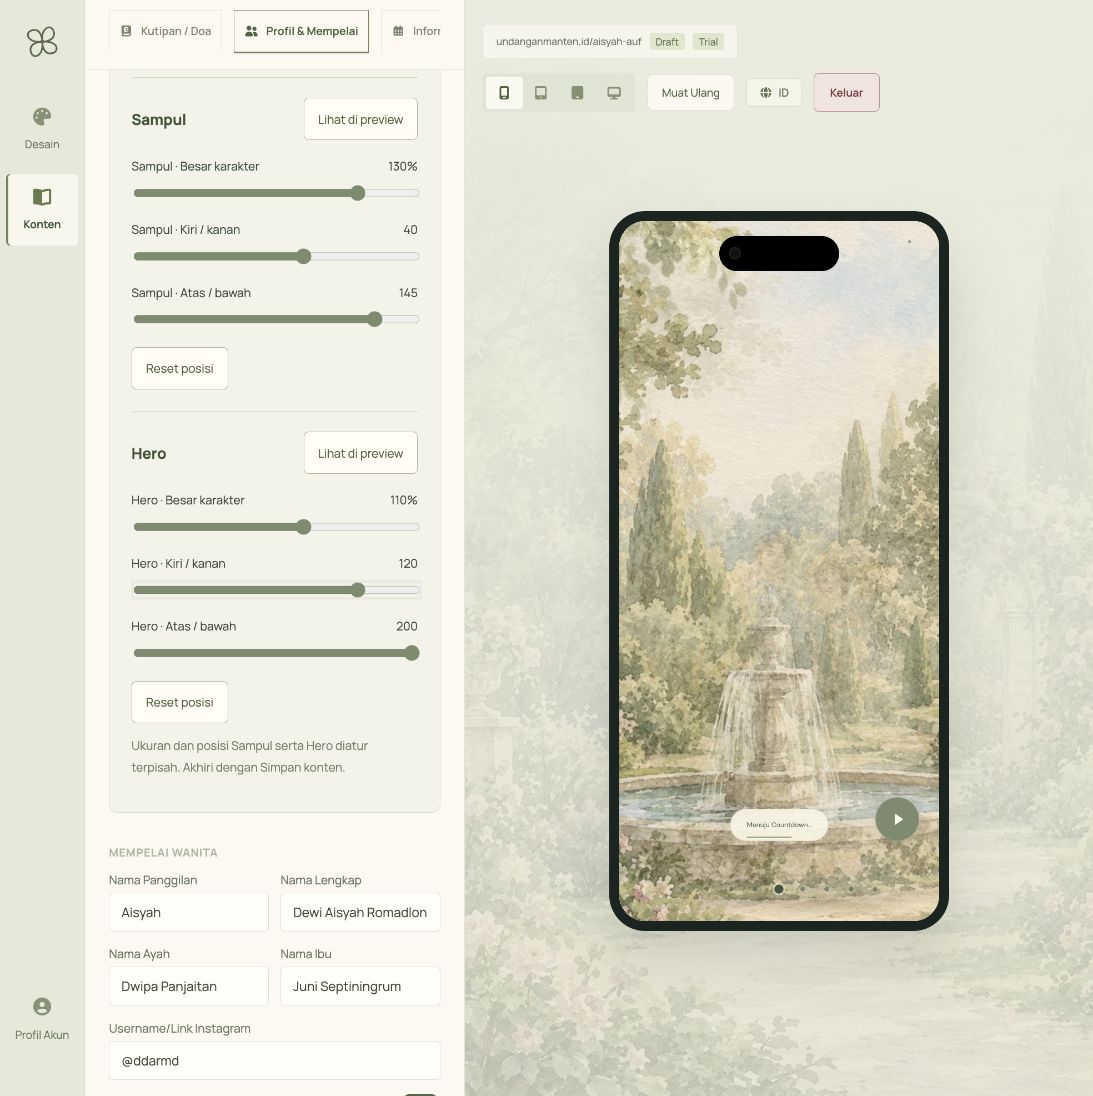 Kutipan / Doa
Profil & Mempelai
Inforr
undanganmanten.id/aisyah-auf
Draft
Trial
Muat Ulang
ID
Keluar
Desain
Konten
Profil Akun
Sampul
Lihat di preview
Sampul · Besar karakter 130%
Sampul · Kiri / kanan 40
Sampul · Atas / bawah 145
Reset posisi
Hero
Lihat di preview
Hero · Besar karakter 110%
Hero · Kiri / kanan 120
Hero · Atas / bawah 200
Reset posisi
Ukuran dan posisi Sampul serta Hero diatur
terpisah. Akhiri dengan Simpan konten.
MEMPELAI WANITA
Nama Panggilan
Nama Lengkap
Aisyah
Dewi Aisyah Romadlon
Nama Ayah
Nama Ibu
Dwipa Panjaitan
Juni Septiningrum
Username/Link Instagram
@ddarmd
Menuju Countdown...